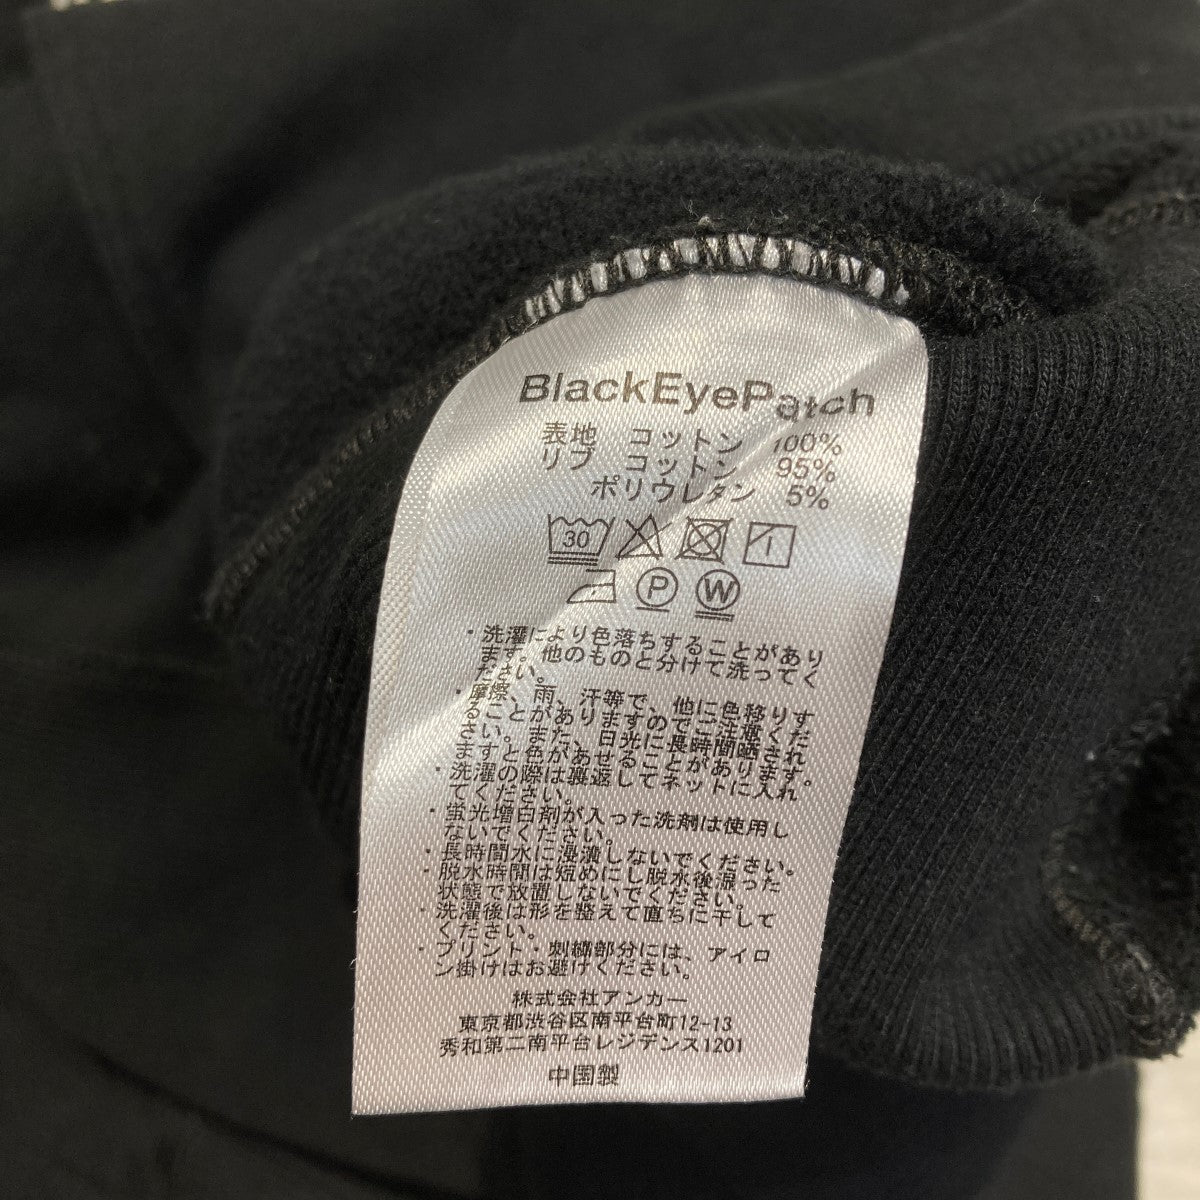 BlackEyePatch
表地 コットン 100%
リブ コットン 95%
ポリウレタン 5%
30
P W
・洗濯により色落ちすることがあり
ます。他のものと分けて洗ってく
ださい。
・摩擦、雨、汗等で、他に色移りす
ることがありますのでご注意くだ
さい。また、日光に長時間晒され
ますと色があせることがあります。
・洗濯の際は裏返してネットに入れ
てください。
・蛍光増白剤が入った洗剤は使用し
ないでください。
・長時間水に浸漬しないでください。
・脱水時間は短めにし脱水後湿った
状態で放置しないでください。
・洗濯後は形を整えて直ちに干して
ください。
・プリント・刺繍部分には、アイロ
ン掛けはお避けください。
株式会社アンカー
東京都渋谷区南平台町12-13
秀和第二南平台レジデンス1201
中国製